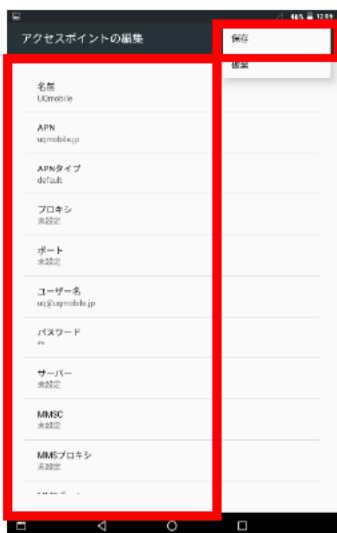 46% 12:09
アクセスポイントの編集
保存
破棄
名前
UQmobile
APN
uqmobile.jp
APNタイプ
default
プロキシ
未設定
ポート
未設定
ユーザー名
uq@uqmobile.jp
パスワード
サーバー
未設定
MMSC
未設定
MMSプロキシ
未設定